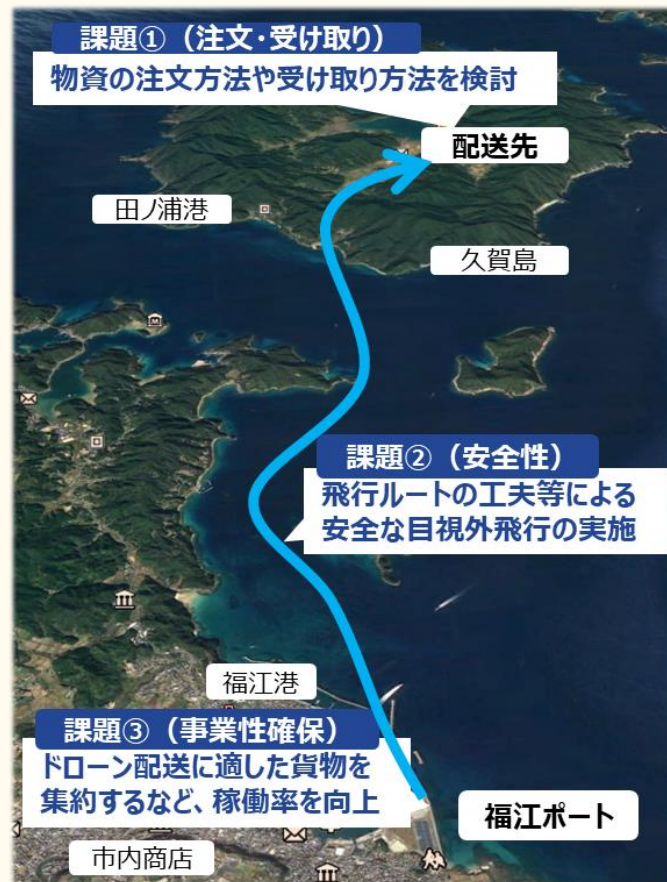 課題①（注文・受け取り）
物資の注文方法や受け取り方法を検討
配送先
田ノ浦港
久賀島
課題②（安全性）
飛行ルートの工夫等による
安全な目視外飛行の実施
福江港
課題③（事業性確保）
ドローン配送に適した貨物を
集約するなど、稼働率を向上
福江ポート
市内商店